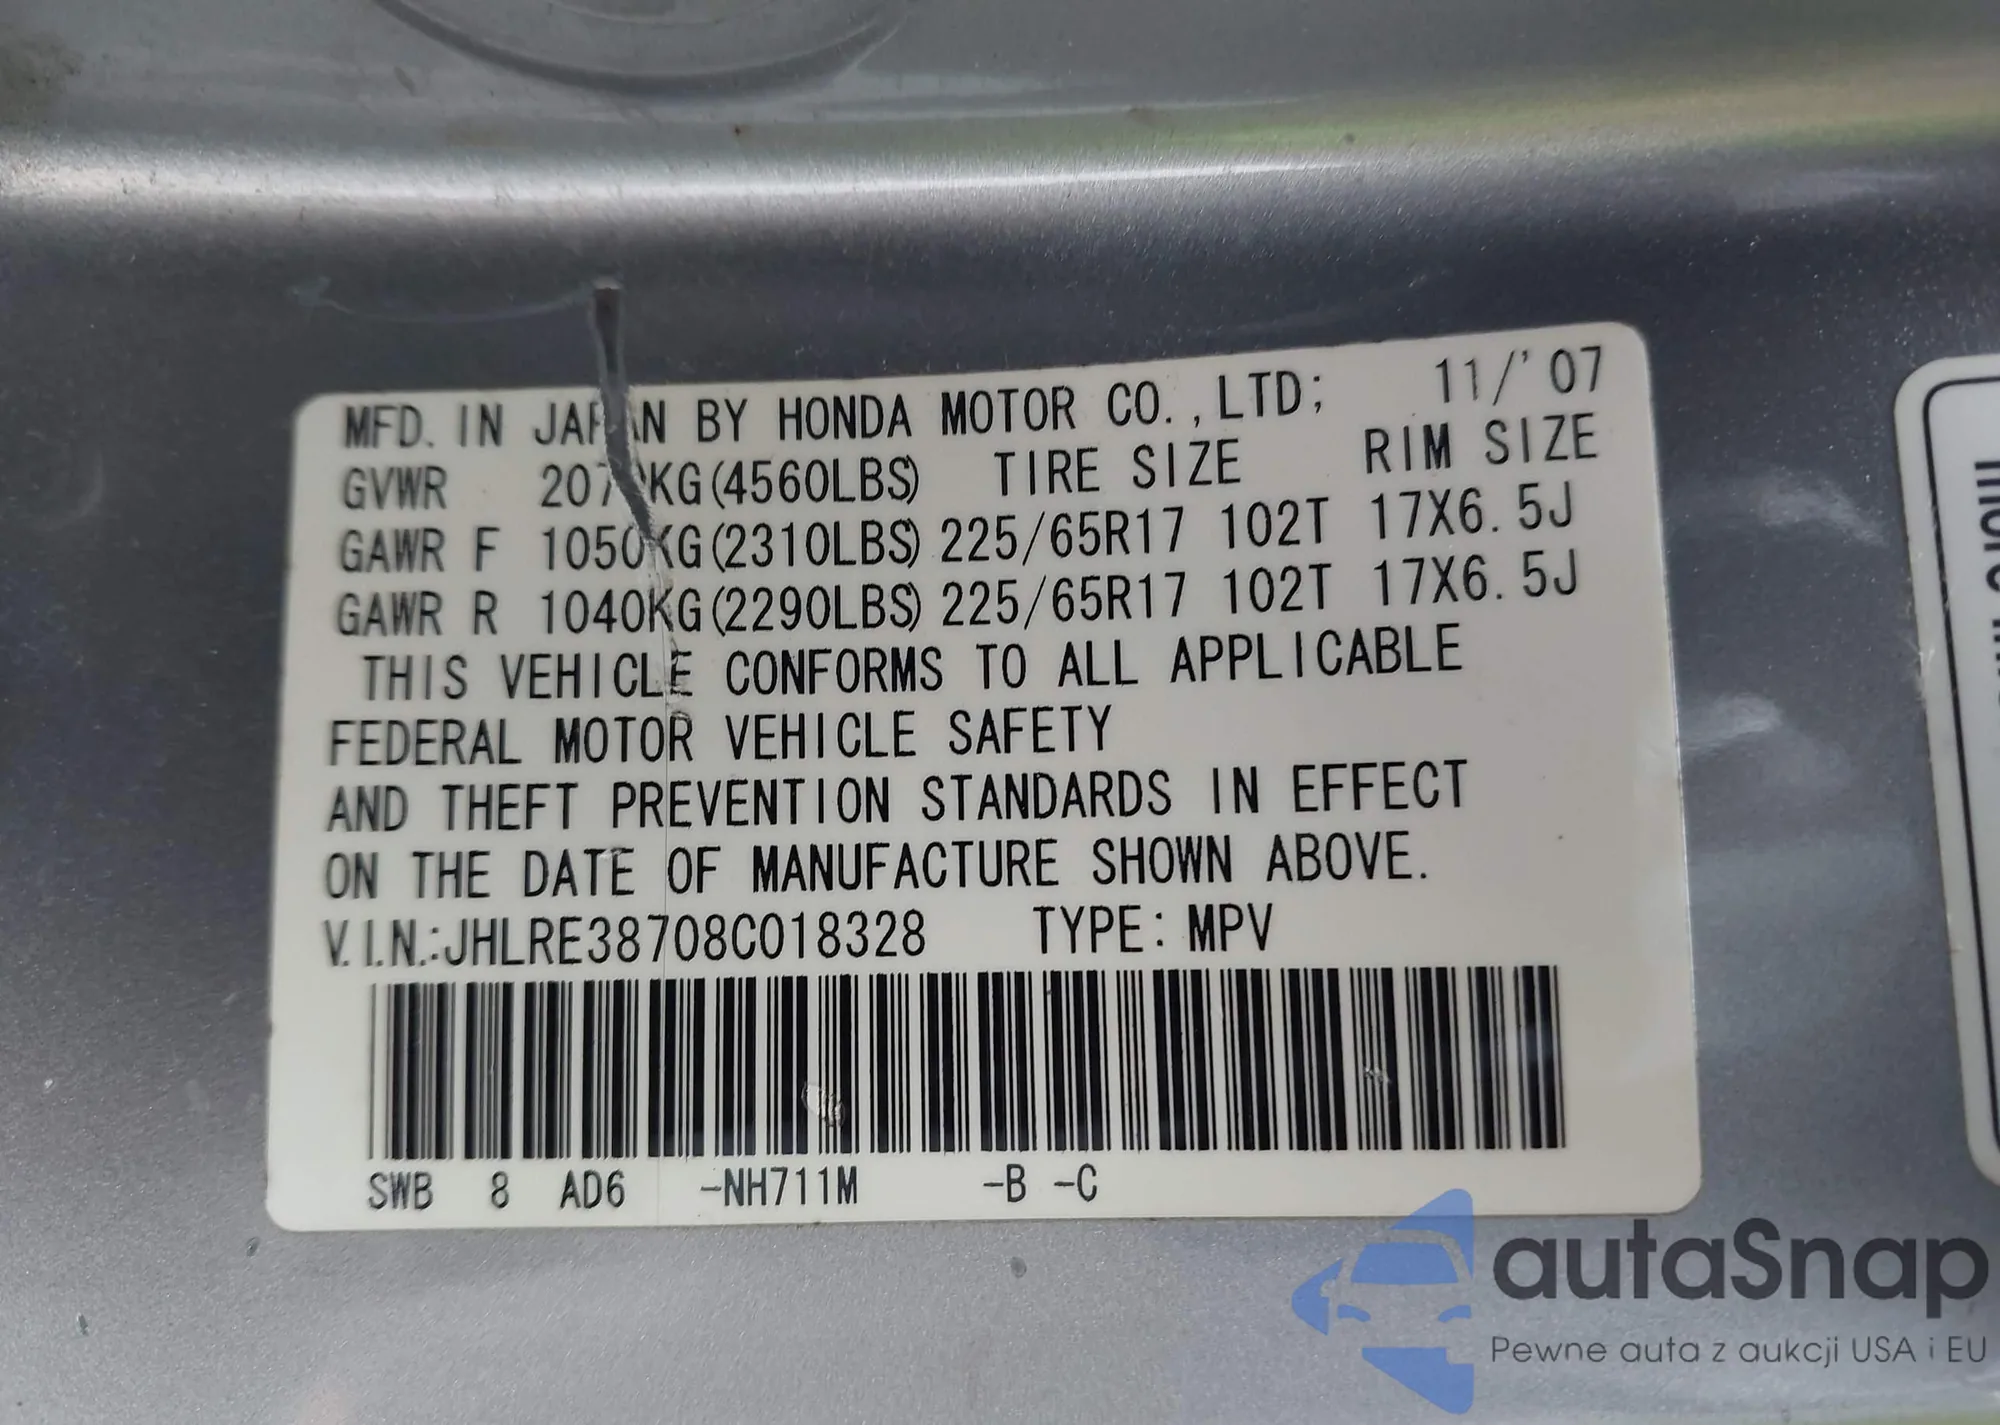 MFD. IN JAPAN BY HONDA MOTOR CO.,LTD; 11/'07
GVWR 2070KG(4560LBS) TIRE SIZE RIM SIZE
GAWR F 1050KG(2310LBS) 225/65R17 102T 17X6.5J
GAWR R 1040KG(2290LBS) 225/65R17 102T 17X6.5J
THIS VEHICLE CONFORMS TO ALL APPLICABLE
FEDERAL MOTOR VEHICLE SAFETY
AND THEFT PREVENTION STANDARDS IN EFFECT
ON THE DATE OF MANUFACTURE SHOWN ABOVE.
V.I.N.:JHLRE38708C018328 TYPE: MPV
SWB 8 AD6 -NH711M -B -C
autaSnap
Pewne auta z aukcji USA i EU